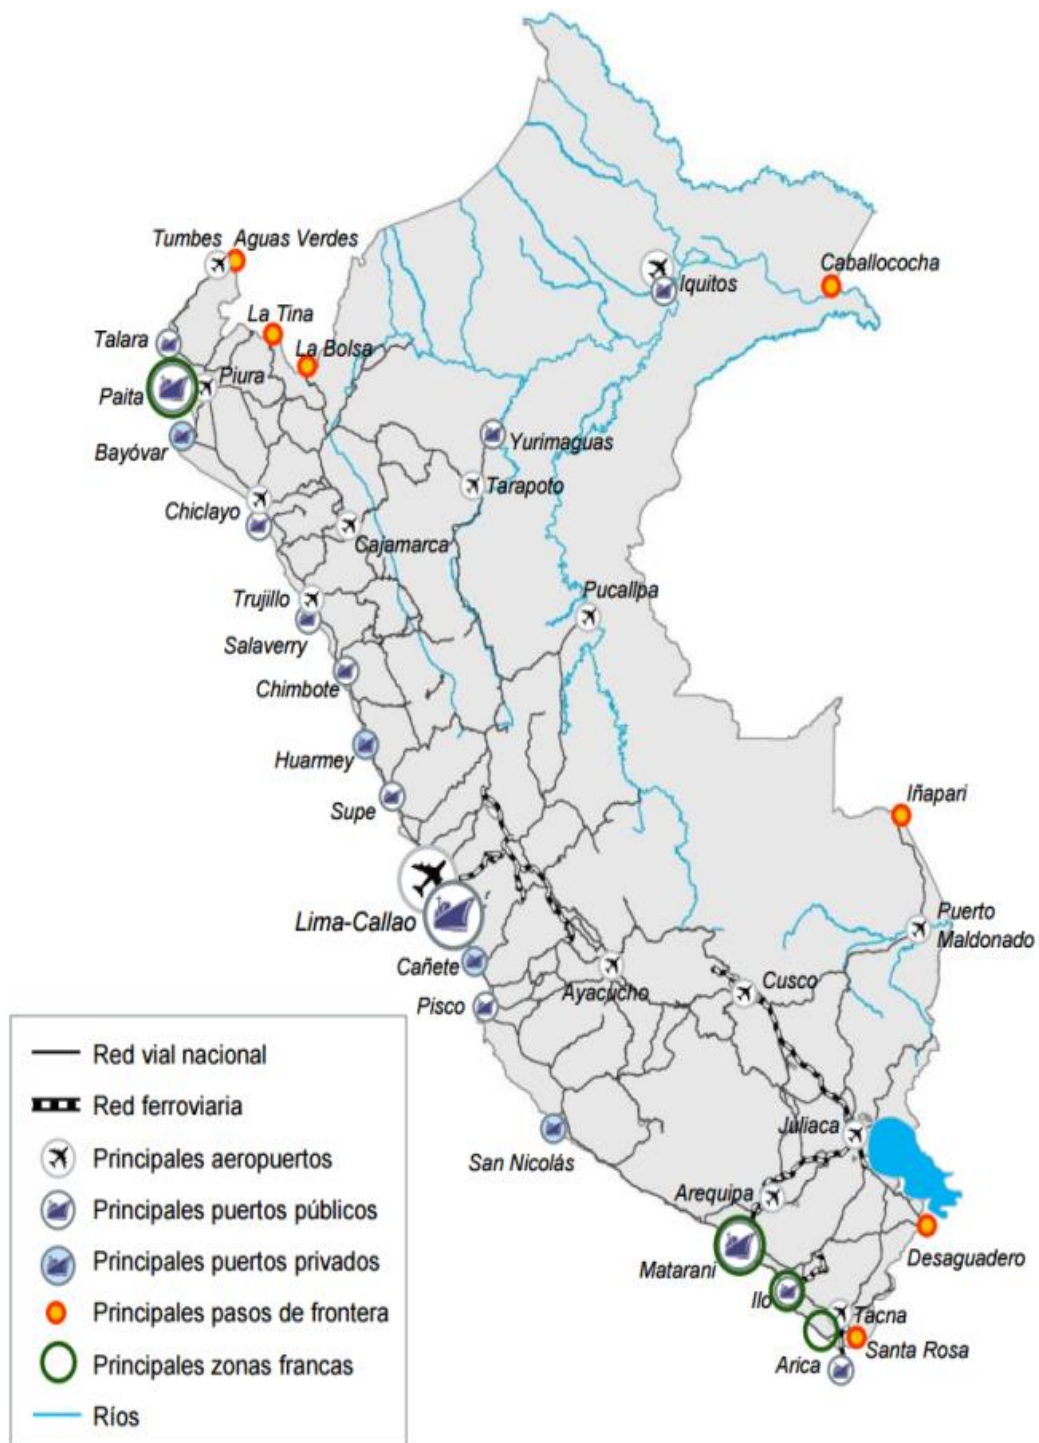 Tumbes
Aguas Verdes
Caballococha
Iquitos
La Tina
Talara
La Bolsa
Piura
Paita
Bayóvar
Yurimaguas
Tarapoto
Chiclayo
Cajamarca
Pucallpa
Trujillo
Salaverry
Chimbote
Huarmey
Iñapari
Supe
Puerto
Maldonado
Lima-Callao
Cañete
Ayacucho
Cusco
Pisco
Juliaca
San Nicolás
Arequipa
Desaguadero
Matarani
Ilo
Tacna
Santa Rosa
Arica
Red vial nacional
Red ferroviaria
Principales aeropuertos
Principales puertos públicos
Principales puertos privados
Principales pasos de frontera
Principales zonas francas
Ríos